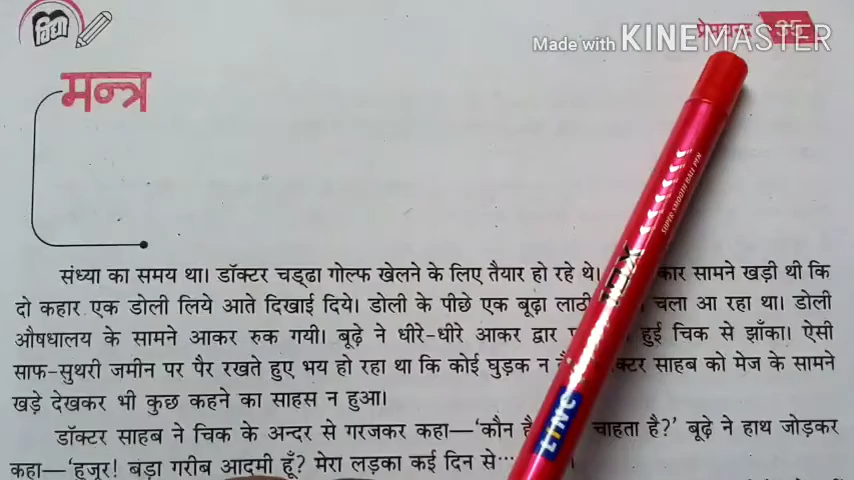 विद्या
प्रेमचन्द
Made with KINEMASTER
मन्त्र
संध्या का समय था। डॉक्टर चड्ढा गोल्फ खेलने के लिए तैयार हो रहे थे। कार सामने खड़ी थी कि
दो कहार एक डोली लिये आते दिखाई दिये। डोली के पीछे एक बूढ़ा लाठी चला आ रहा था। डोली
औषधालय के सामने आकर रुक गयी। बूढ़े ने धीरे-धीरे आकर द्वार हुई चिक से झाँका। ऐसी
साफ-सुथरी जमीन पर पैर रखते हुए भय हो रहा था कि कोई घुड़क न साहब को मेज के सामने
खड़े देखकर भी कुछ कहने का साहस न हुआ।
डॉक्टर साहब ने चिक के अन्दर से गरजकर कहा—‘कौन चाहता है?’ बूढ़े ने हाथ जोड़कर
कहा—‘हुजूर! बड़ा गरीब आदमी हूँ? मेरा लड़का कई दिन से···
SUPER SMOOTH BALL PEN
LINC